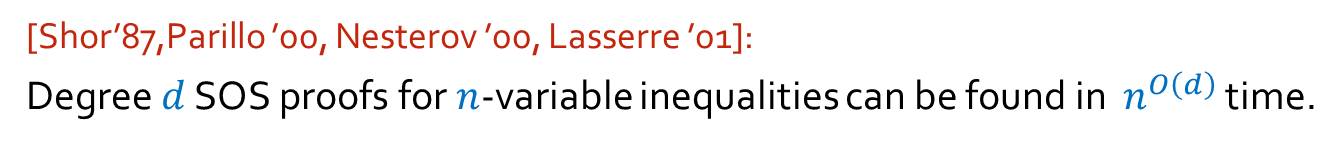 [Shor’87,Parillo ’00, Nesterov ’00, Lasserre ’01]:
Degree d SOS proofs for n-variable inequalities can be found in n^{O(d)} time.